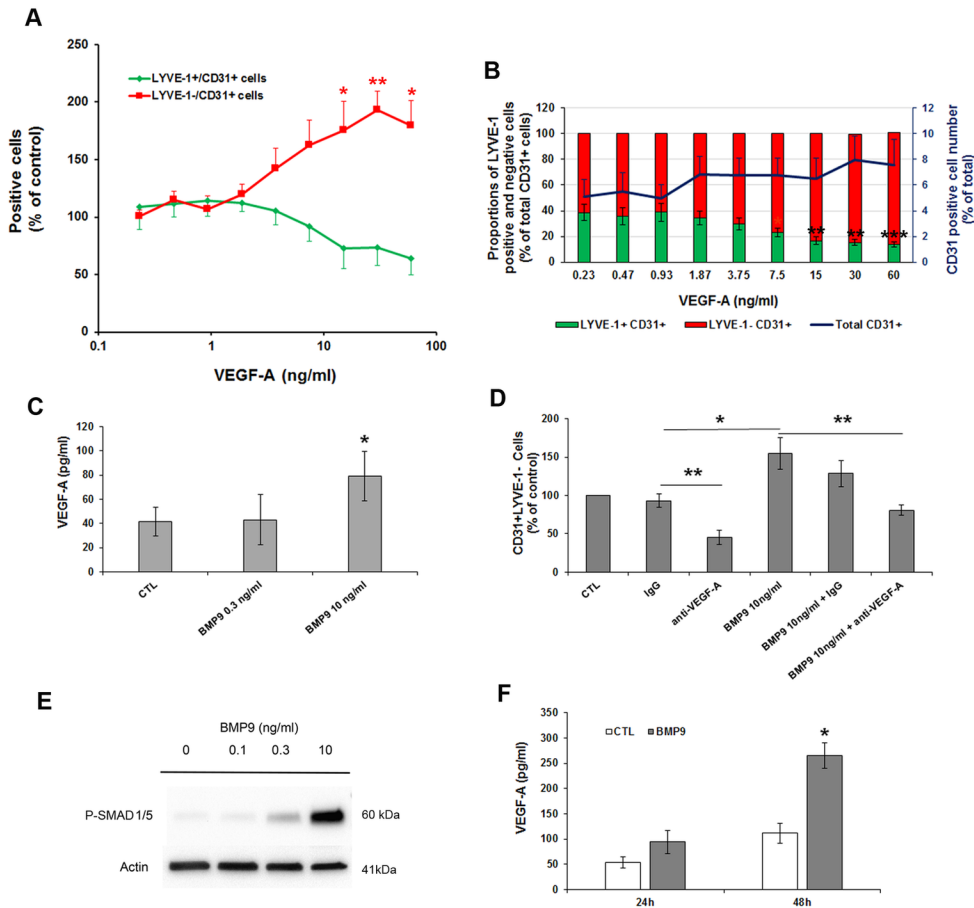 A
250
200
150
100
50
0
0.1
1
10
100
Positive cells
(% of control)
VEGF-A (ng/ml)
LYVE-1+/CD31+ cells
LYVE-1-/CD31+ cells
*
**
*
B
Proportions of LYVE-1
positive and negative cells
(% of total CD31+ cells)
120
100
80
60
40
20
0
12
10
8
6
4
2
0
CD31 positive cell number
(% of total)
*
**
**
***
0.23
0.47
0.93
1.87
3.75
7.5
15
30
60
VEGF-A (ng/ml)
LYVE-1+ CD31+
LYVE-1- CD31+
Total CD31+
C
VEGF-A (pg/ml)
120
100
80
60
40
20
0
*
CTL
BMP9 0.3 ng/ml
BMP9 10 ng/ml
D
CD31+LYVE-1- Cells
(% of control)
200
150
100
50
0
*
**
**
CTL
IgG
anti-VEGF-A
BMP9 10ng/ml
BMP9 10ng/ml + IgG
BMP9 10ng/ml + anti-VEGF-A
E
BMP9 (ng/ml)
0
0.1
0.3
10
P-SMAD1/5
60 kDa
Actin
41kDa
F
VEGF-A (pg/ml)
350
300
250
200
150
100
50
0
CTL
BMP9
*
24h
48h